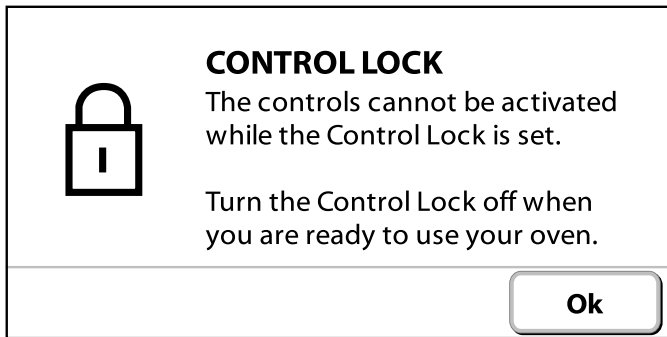 CONTROL LOCK
The controls cannot be activated
while the Control Lock is set.
Turn the Control Lock off when
you are ready to use your oven.
Ok